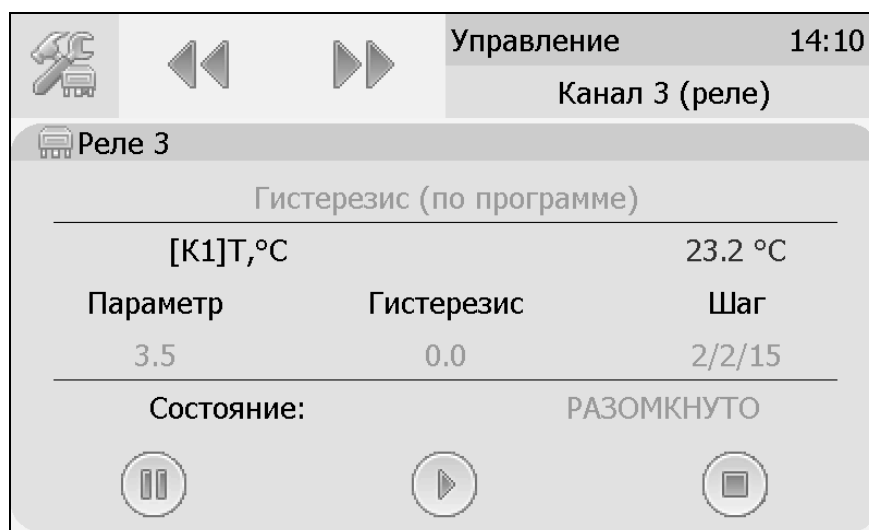 Управление 14:10
Канал 3 (реле)
Реле 3
Гистерезис (по программе)
[К1]Т,°С 23.2 °С
Параметр Гистерезис Шаг
3.5 0.0 2/2/15
Состояние: РАЗОМКНУТО